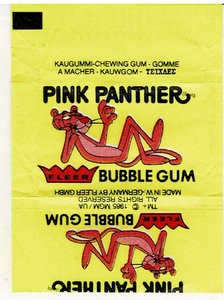 KAUGUMMI-CHEWING GUM - GOMME
A MACHER - KAUWGOM - ΤΣΙΧΛΕΣ
PINK PANTHER
FLEER BUBBLE GUM
MADE IN W.-GERMANY BY FLEER GMBH
ALL RIGHTS RESERVED
TM-© 1985 MGM / UA
BUBBLE GUM FLEER
PINK PANTHER